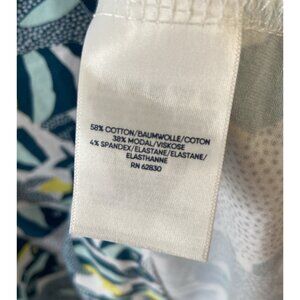 58% COTTON/BAUMWOLLE/COTON
38% MODAL/VISKOSE
4% SPANDEX/ELASTANE/ELASTANE/
ELASTHANNE
RN 62830